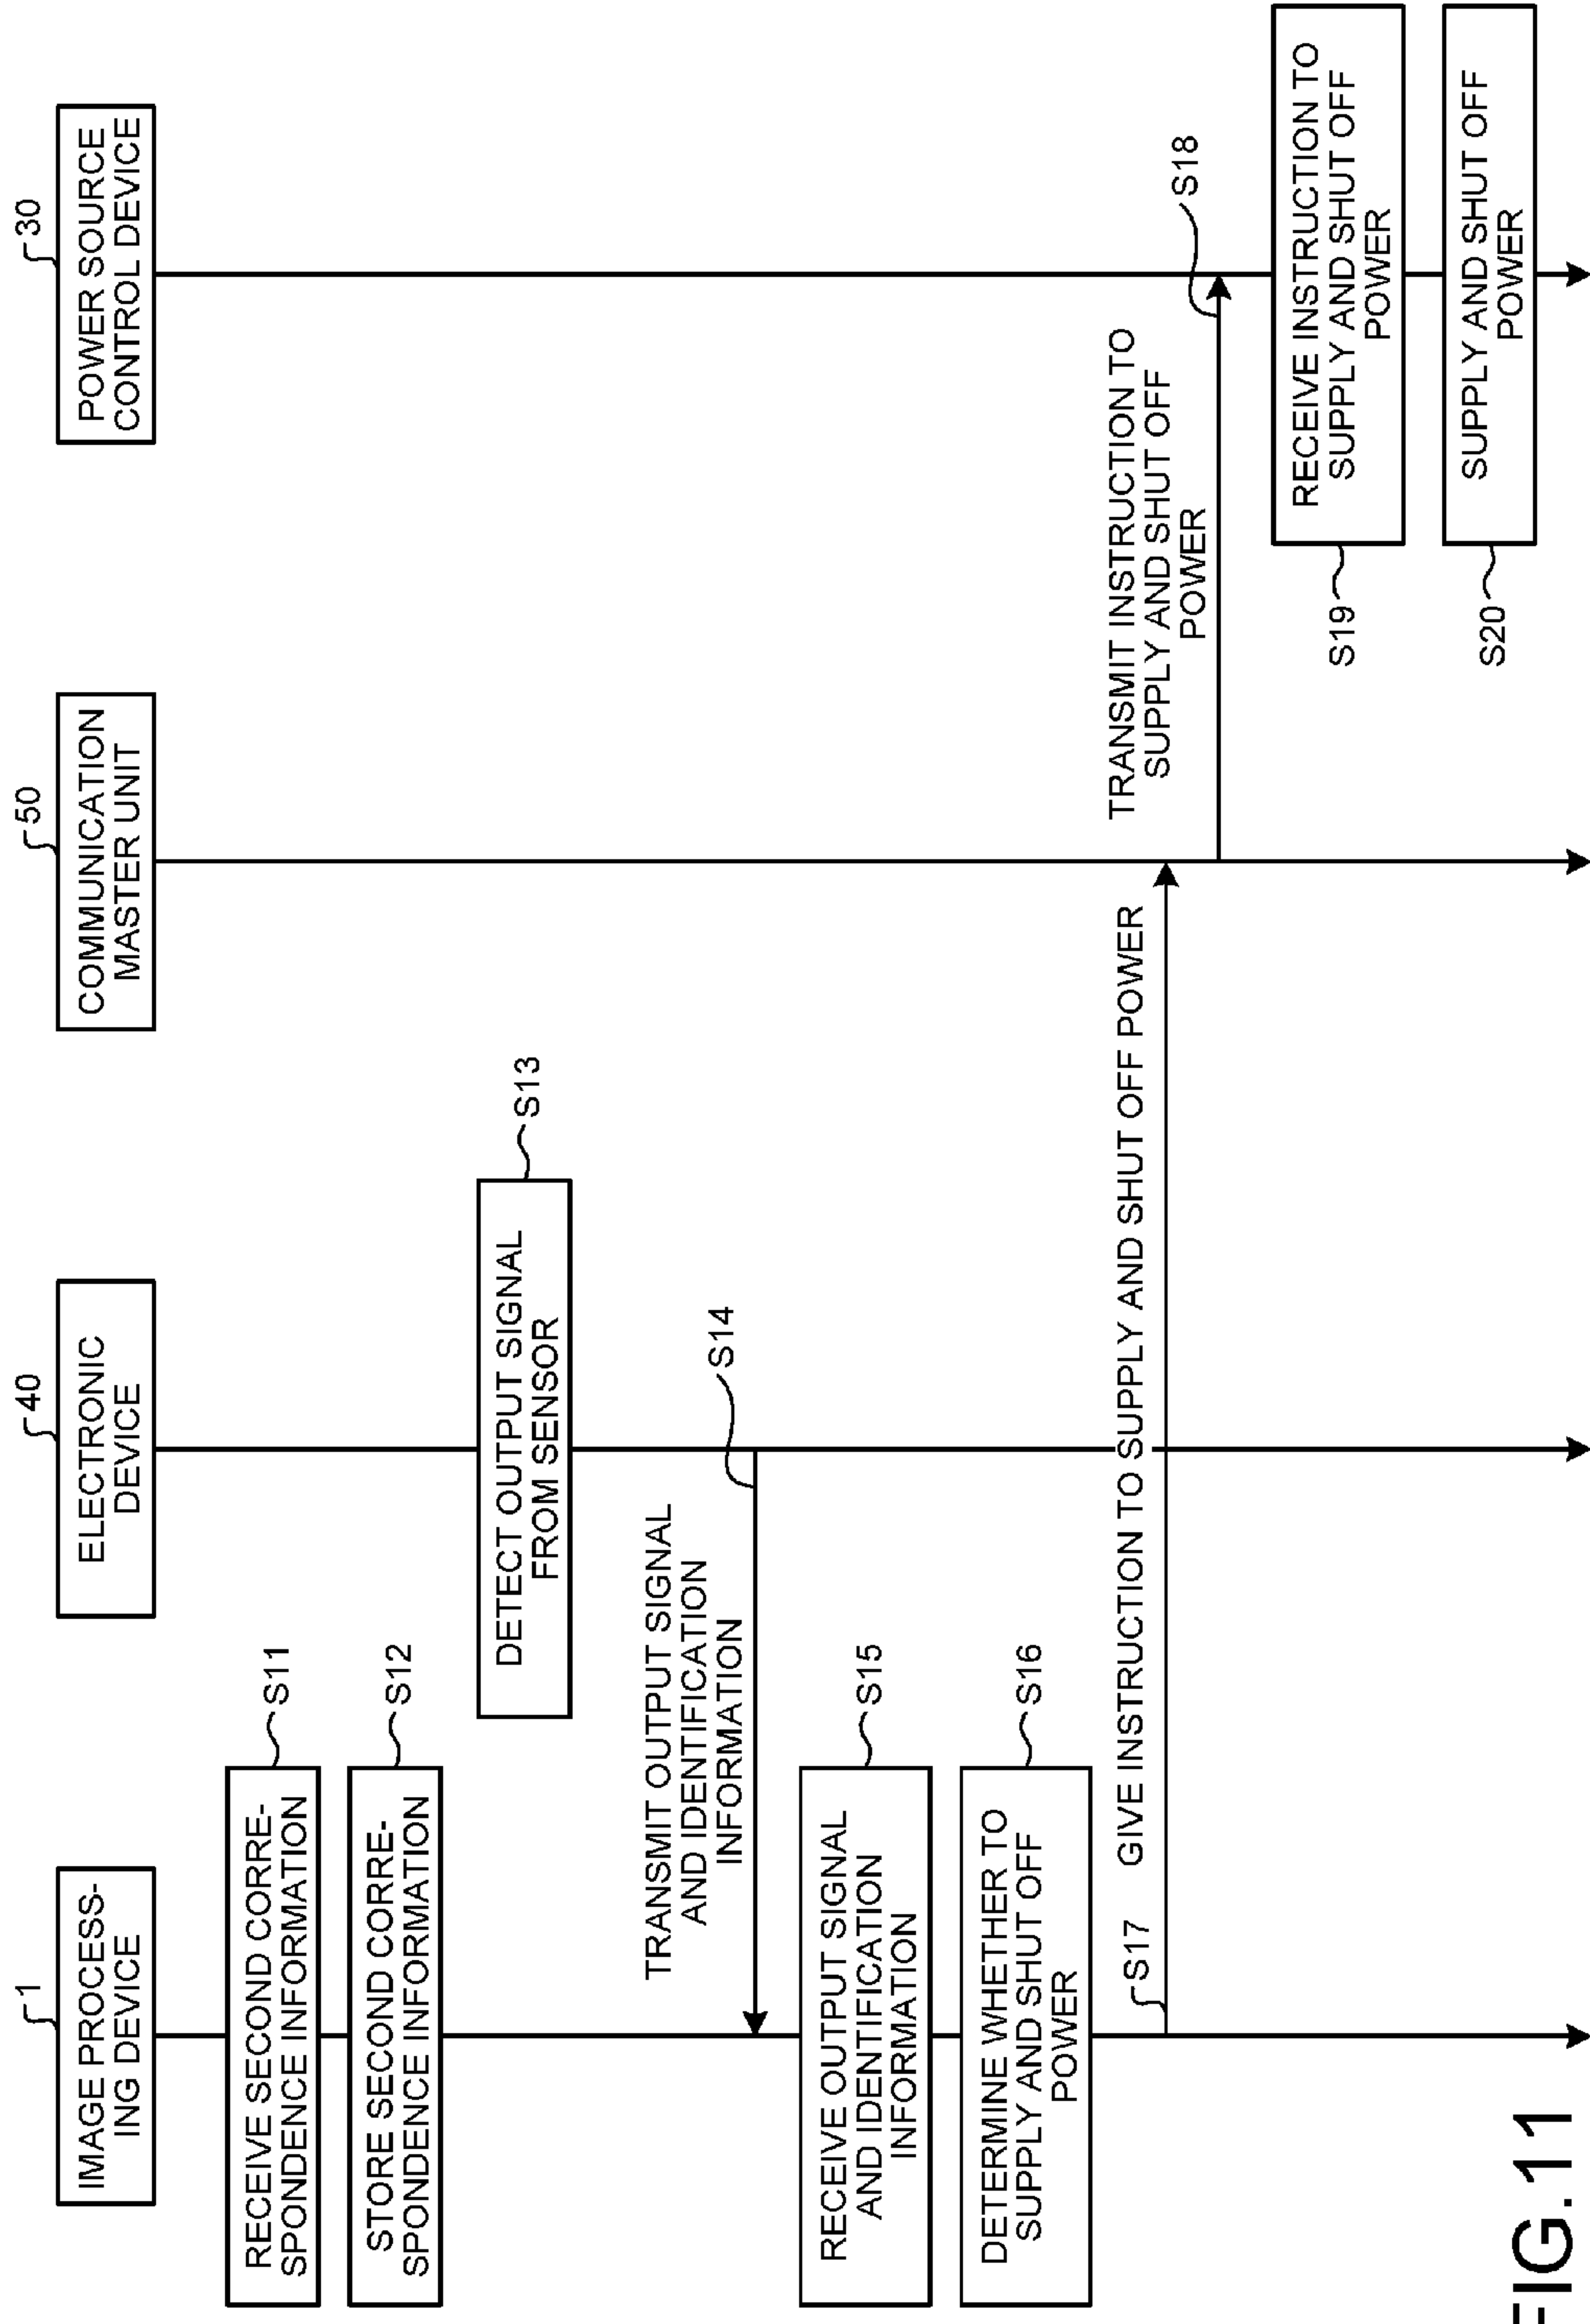 FIG.11
1
IMAGE PROCESS-
ING DEVICE
40
ELECTRONIC
DEVICE
50
COMMUNICATION
MASTER UNIT
30
POWER SOURCE
CONTROL DEVICE
RECEIVE SECOND CORRE-
SPONDENCE INFORMATION
S11
STORE SECOND CORRE-
SPONDENCE INFORMATION
S12
DETECT OUTPUT SIGNAL
FROM SENSOR
S13
TRANSMIT OUTPUT SIGNAL
AND IDENTIFICATION
INFORMATION
S14
RECEIVE OUTPUT SIGNAL
AND IDENTIFICATION
INFORMATION
S15
DETERMINE WHETHER TO
SUPPLY AND SHUT OFF
POWER
S16
S17
GIVE INSTRUCTION TO SUPPLY AND SHUT OFF POWER
TRANSMIT INSTRUCTION TO
SUPPLY AND SHUT OFF
POWER
S18
RECEIVE INSTRUCTION TO
SUPPLY AND SHUT OFF
POWER
S19
SUPPLY AND SHUT OFF
POWER
S20